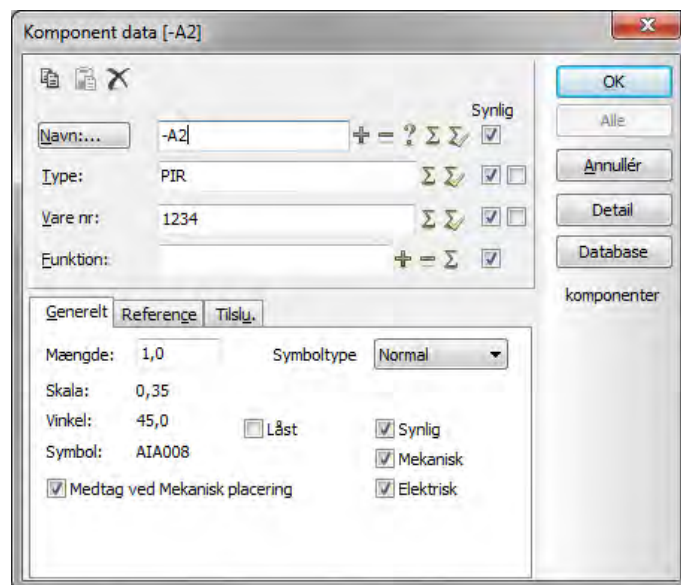 Komponent data [-A2]
OK
Synlig
Alle
Navn:...
-A2
Type:
PIR
Annullér
Vare nr:
1234
Detail
Funktion:
Database
komponenter
Generelt
Reference
Tilslu.
Mængde:
1,0
Symboltype
Normal
Skala:
0,35
Vinkel:
45,0
Låst
Synlig
Symbol:
AIA008
Mekanisk
Medtag ved Mekanisk placering
Elektrisk